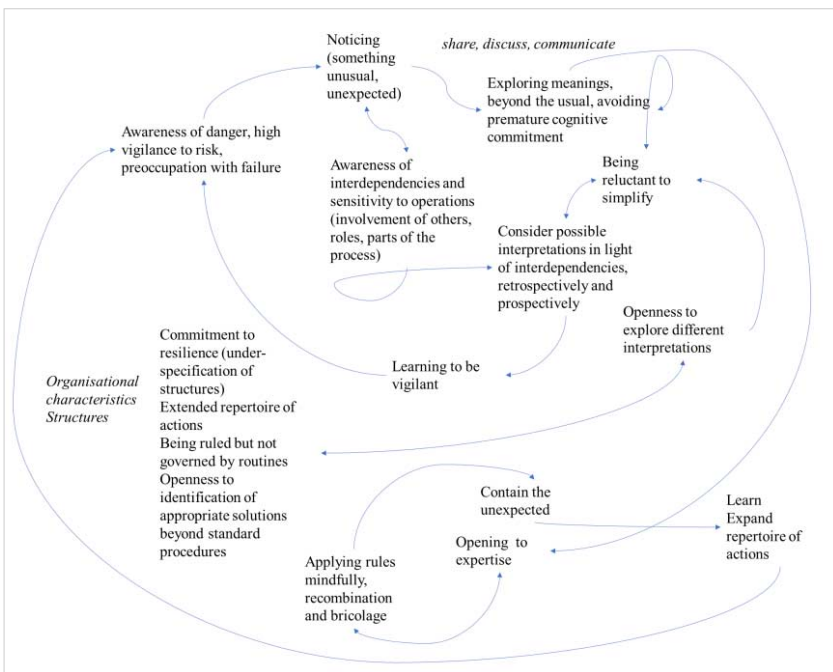 Noticing
(something
unusual,
unexpected)
share, discuss, communicate
Exploring meanings,
beyond the usual, avoiding
premature cognitive
commitment
Awareness of danger, high
vigilance to risk,
preoccupation with failure
Awareness of
interdependencies and
sensitivity to operations
(involvement of others,
roles, parts of the
process)
Being
reluctant to
simplify
Consider possible
interpretations in light
of interdependencies,
retrospectively and
prospectively
Openness to
explore different
interpretations
Learning to be
vigilant
Organisational
characteristics
Structures
Commitment to
resilience (under-
specification of
structures)
Extended repertoire of
actions
Being ruled but not
governed by routines
Openness to
identification of
appropriate solutions
beyond standard
procedures
Contain the
unexpected
Opening to
expertise
Learn
Expand
repertoire of
actions
Applying rules
mindfully,
recombination
and bricolage